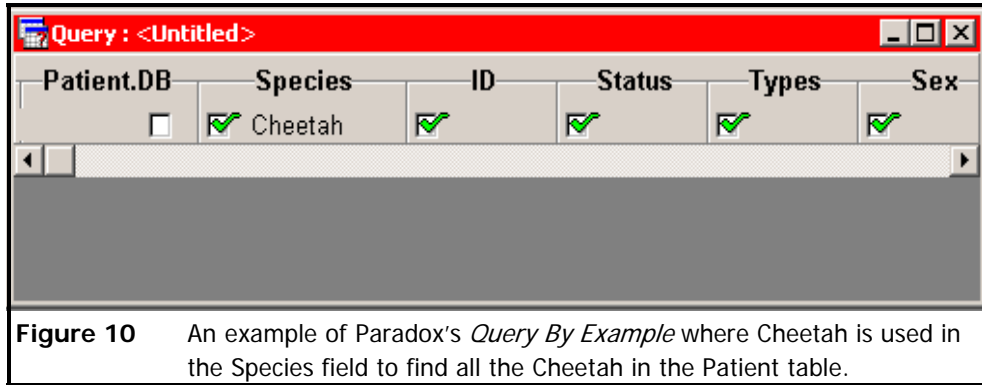 Query : <Untitled>
Patient.DB Species ID Status Types Sex
Cheetah
Figure 10 An example of Paradox's Query By Example where Cheetah is used in
the Species field to find all the Cheetah in the Patient table.